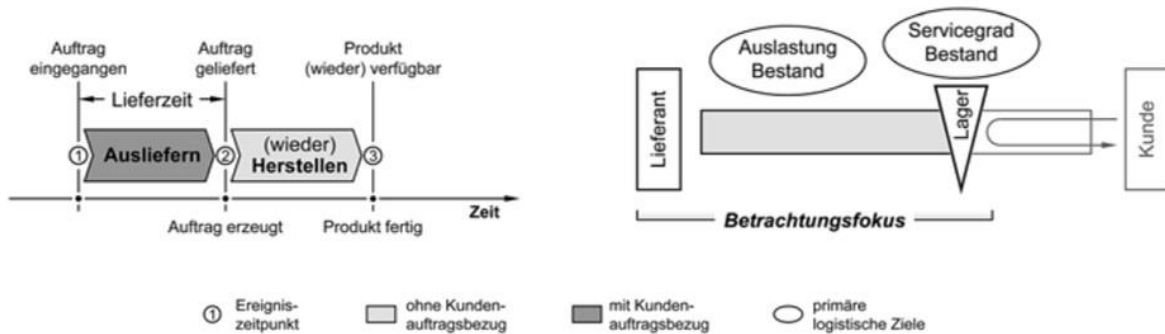 Auftrag
eingegangen
Auftrag
geliefert
Produkt
(wieder) verfügbar
Lieferzeit
1
Ausliefern
2
(wieder)
Herstellen
3
Zeit
Auftrag erzeugt
Produkt fertig
Auslastung
Bestand
Servicegrad
Bestand
Lieferant
Lager
Kunde
Betrachtungsfokus
1
Ereignis-
zeitpunkt
ohne Kunden-
auftragsbezug
mit Kunden-
auftragsbezug
primäre
logistische Ziele